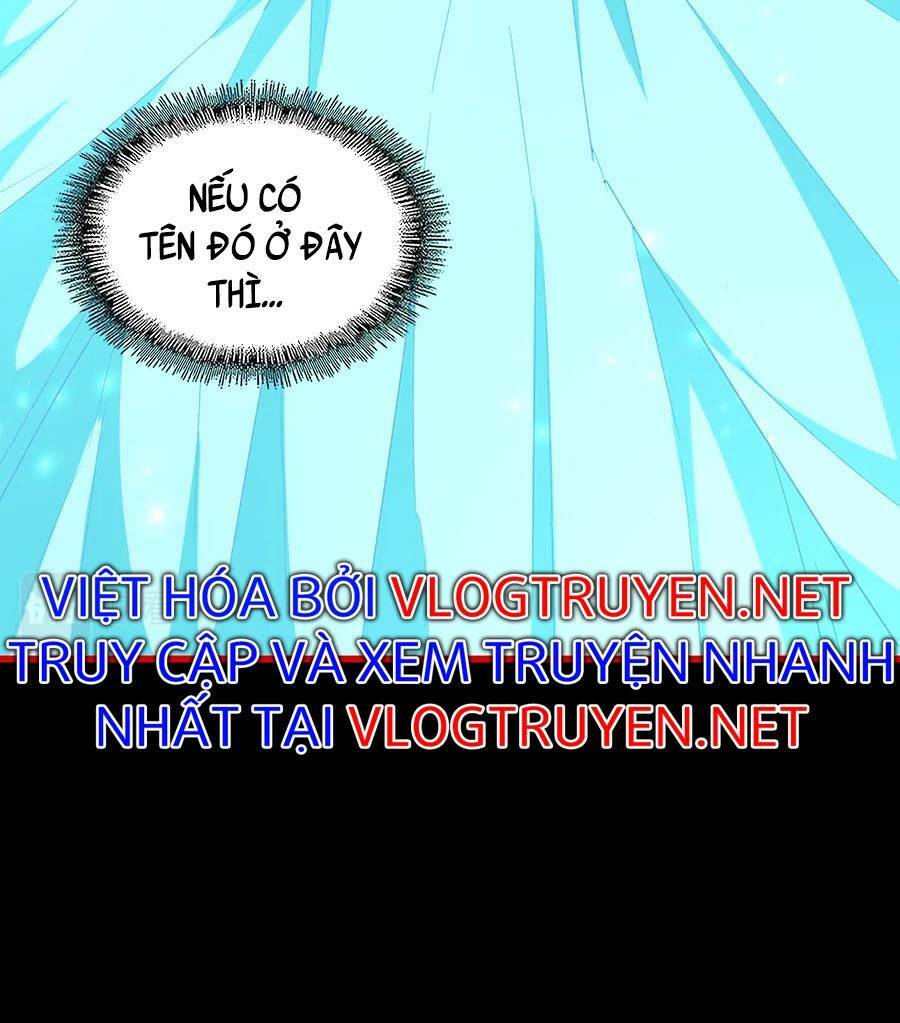 NẾU CÓ
TÊN ĐÓ Ở ĐÂY
THÌ...
VIỆT HÓA BỞI VLOGTRUYEN.NET
TRUY CẬP VÀ XEM TRUYỆN NHANH
NHẤT TẠI VLOGTRUYEN.NET